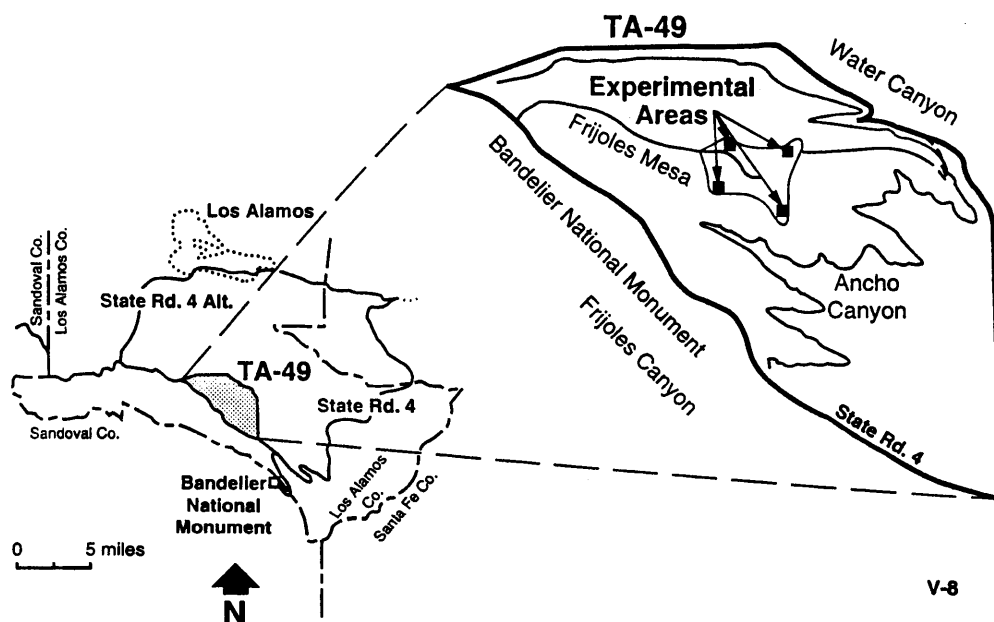 TA-49
Water Canyon
Experimental
Areas
Frijoles Mesa
Bandelier National Monument
Frijoles Canyon
Ancho
Canyon
State Rd. 4
Los Alamos
Sandoval Co.
Los Alamos Co.
State Rd. 4 Alt.
TA-49
State Rd. 4
Sandoval Co.
Bandelier
National
Monument
Los Alamos
Co.
Santa Fe Co.
0 5 miles
N
V-8